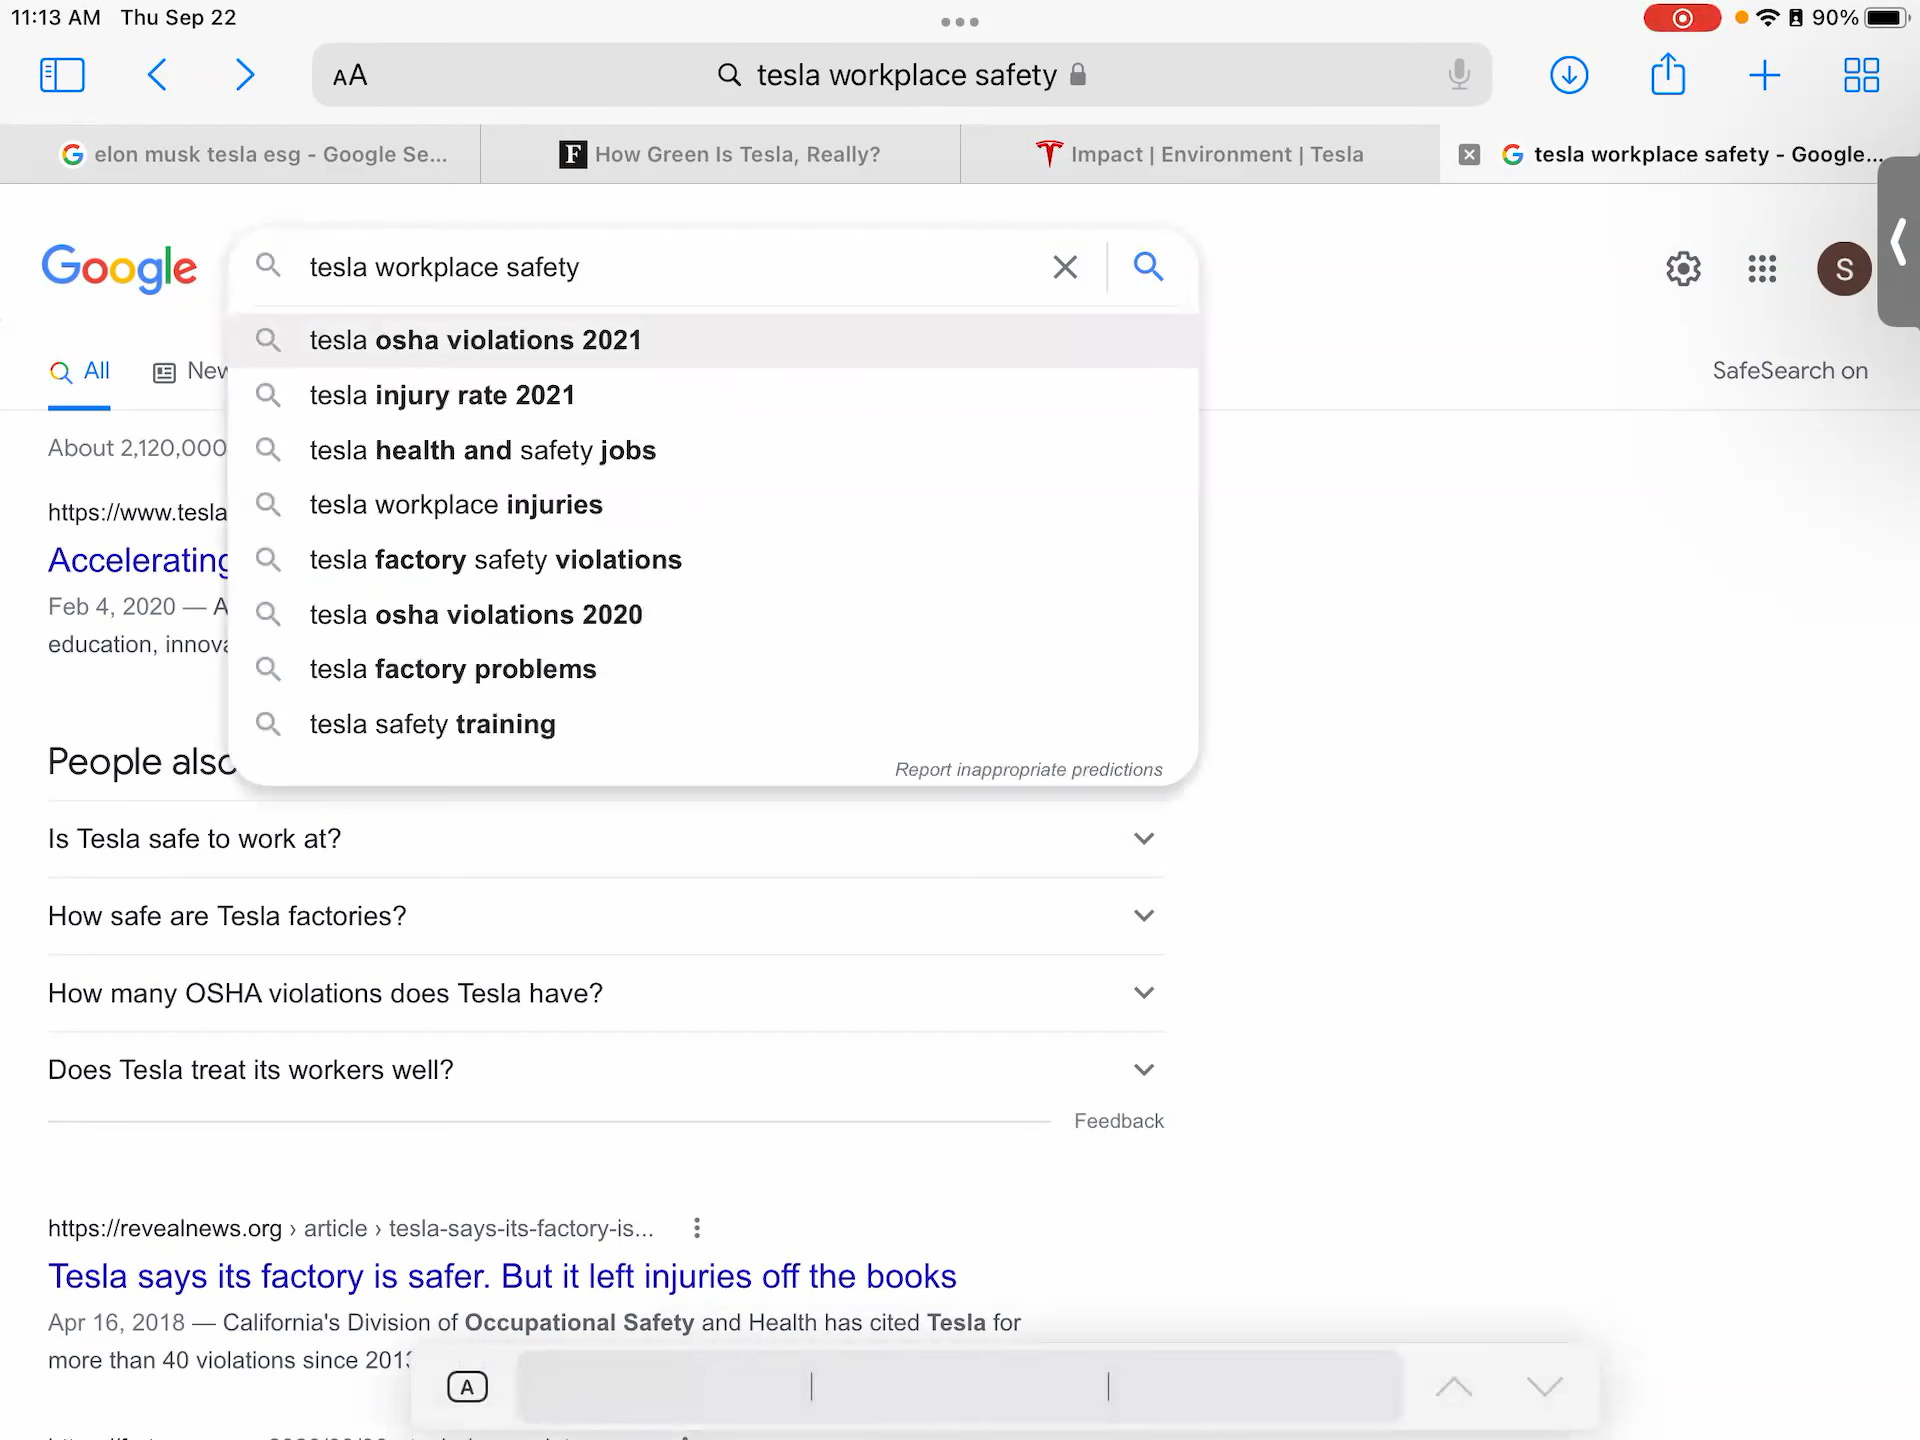 11:13 AM Thu Sep 22
90%
AA
tesla workplace safety
elon musk tesla esg - Google Se...
F How Green Is Tesla, Really?
Impact | Environment | Tesla
tesla workplace safety - Google...
Google
tesla workplace safety
S
tesla osha violations 2021
All
New
SafeSearch on
tesla injury rate 2021
About 2,120,000
tesla health and safety jobs
https://www.tesla
tesla workplace injuries
Accelerating
tesla factory safety violations
Feb 4, 2020 — A
tesla osha violations 2020
education, innova
tesla factory problems
tesla safety training
People also
Report inappropriate predictions
Is Tesla safe to work at?
How safe are Tesla factories?
How many OSHA violations does Tesla have?
Does Tesla treat its workers well?
Feedback
https://revealnews.org › article › tesla-says-its-factory-is...
Tesla says its factory is safer. But it left injuries off the books
Apr 16, 2018 — California's Division of Occupational Safety and Health has cited Tesla for
more than 40 violations since 2013
A